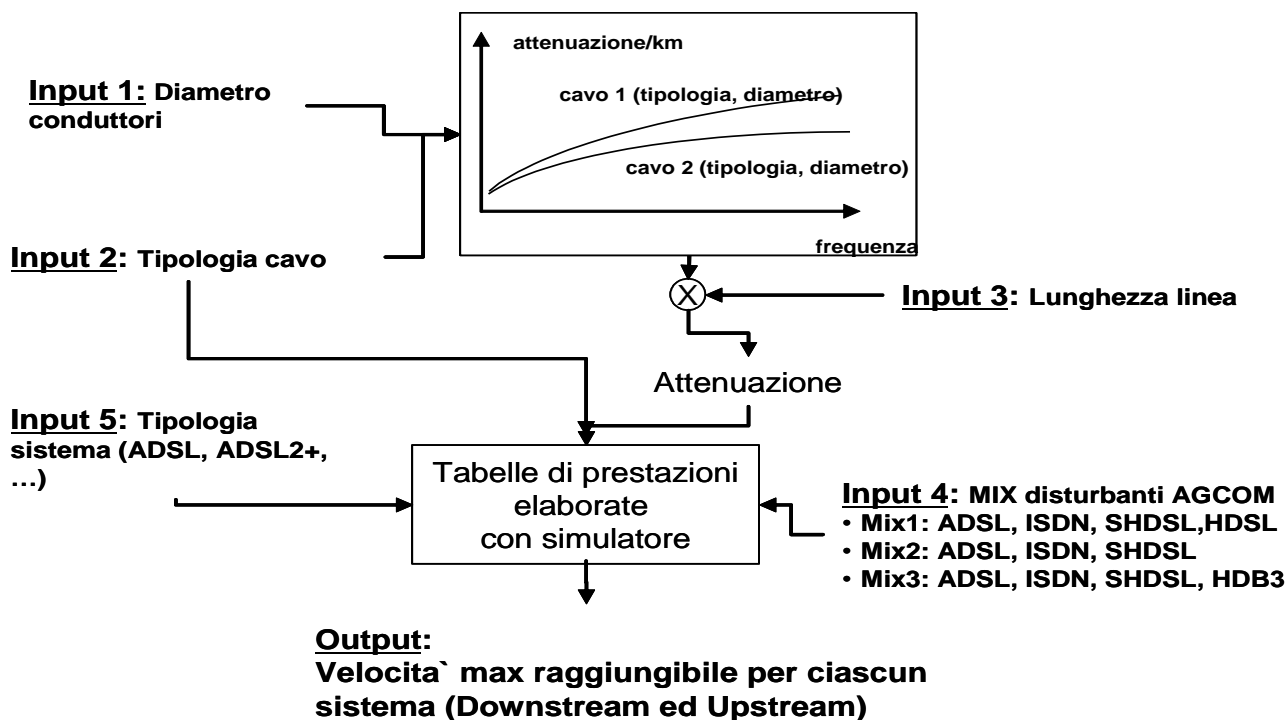 attenuazione/km
Input 1: Diametro
conduttori
cavo 1 (tipologia, diametro)
cavo 2 (tipologia, diametro)
frequenza
Input 2: Tipologia cavo
X
Input 3: Lunghezza linea
Attenuazione
Input 5: Tipologia
sistema (ADSL, ADSL2+,
…)
Tabelle di prestazioni
elaborate
con simulatore
Input 4: MIX disturbanti AGCOM
• Mix1: ADSL, ISDN, SHDSL,HDSL
• Mix2: ADSL, ISDN, SHDSL
• Mix3: ADSL, ISDN, SHDSL, HDB3
Output:
Velocita` max raggiungibile per ciascun
sistema (Downstream ed Upstream)